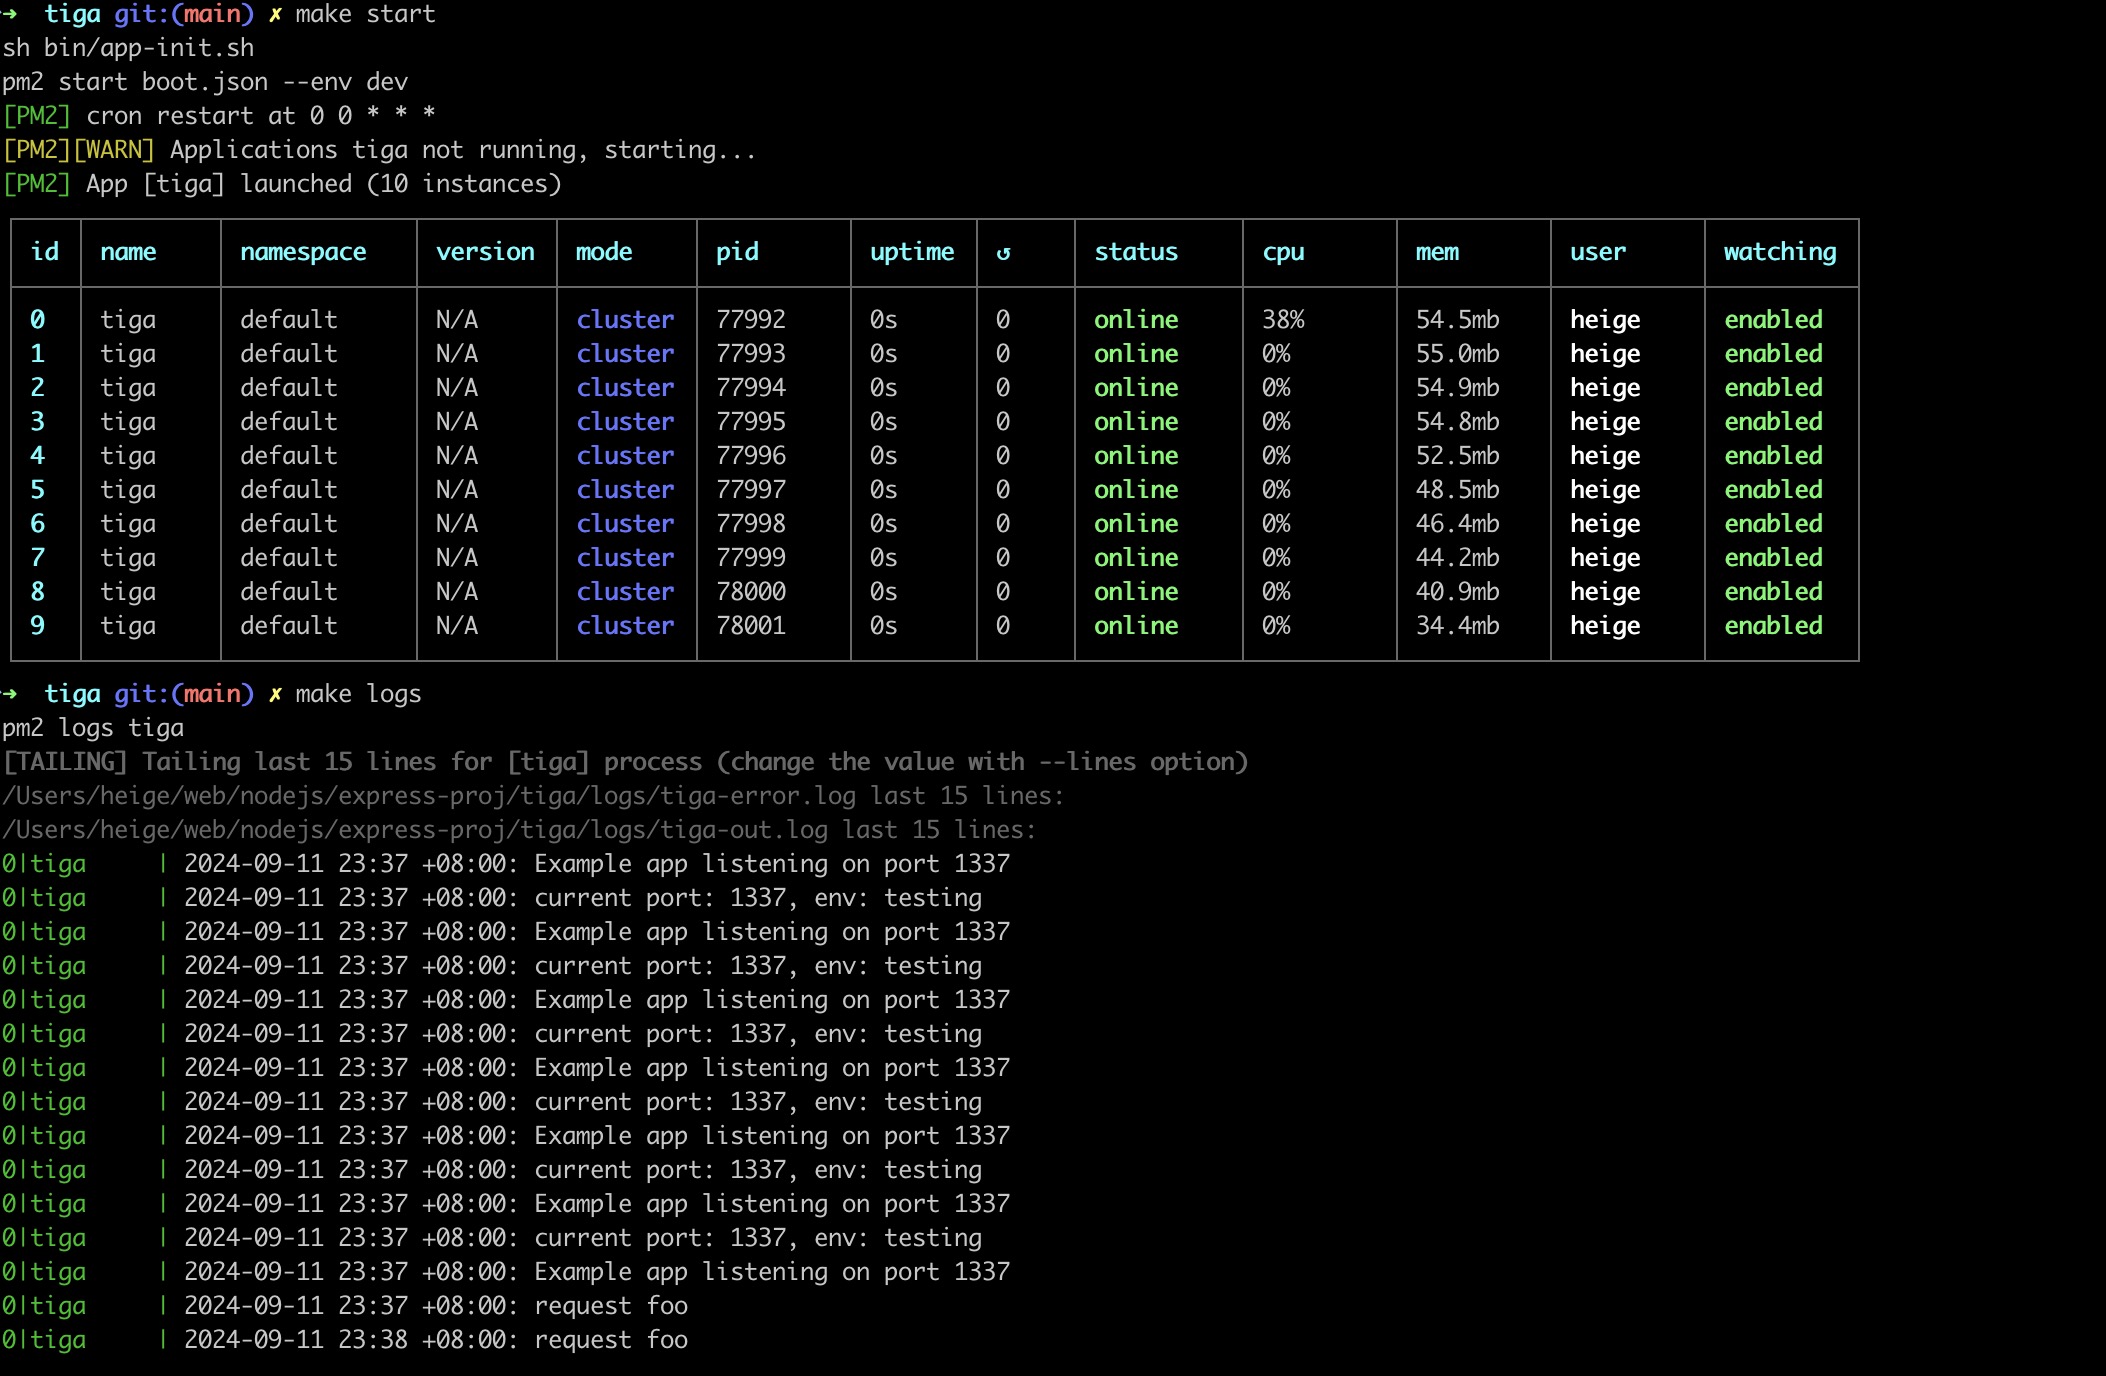 → tiga git:(main) ✗ make start
sh bin/app-init.sh
pm2 start boot.json --env dev
[PM2] cron restart at 0 0 * * *
[PM2][WARN] Applications tiga not running, starting...
[PM2] App [tiga] launched (10 instances)
id name namespace version mode pid uptime ↺ status cpu mem user watching
0 tiga default N/A cluster 77992 0s 0 online 38% 54.5mb heige enabled
1 tiga default N/A cluster 77993 0s 0 online 0% 55.0mb heige enabled
2 tiga default N/A cluster 77994 0s 0 online 0% 54.9mb heige enabled
3 tiga default N/A cluster 77995 0s 0 online 0% 54.8mb heige enabled
4 tiga default N/A cluster 77996 0s 0 online 0% 52.5mb heige enabled
5 tiga default N/A cluster 77997 0s 0 online 0% 48.5mb heige enabled
6 tiga default N/A cluster 77998 0s 0 online 0% 46.4mb heige enabled
7 tiga default N/A cluster 77999 0s 0 online 0% 44.2mb heige enabled
8 tiga default N/A cluster 78000 0s 0 online 0% 40.9mb heige enabled
9 tiga default N/A cluster 78001 0s 0 online 0% 34.4mb heige enabled
→ tiga git:(main) ✗ make logs
pm2 logs tiga
[TAILING] Tailing last 15 lines for [tiga] process (change the value with --lines option)
/Users/heige/web/nodejs/express-proj/tiga/logs/tiga-error.log last 15 lines:
/Users/heige/web/nodejs/express-proj/tiga/logs/tiga-out.log last 15 lines:
0|tiga | 2024-09-11 23:37 +08:00: Example app listening on port 1337
0|tiga | 2024-09-11 23:37 +08:00: current port: 1337, env: testing
0|tiga | 2024-09-11 23:37 +08:00: Example app listening on port 1337
0|tiga | 2024-09-11 23:37 +08:00: current port: 1337, env: testing
0|tiga | 2024-09-11 23:37 +08:00: Example app listening on port 1337
0|tiga | 2024-09-11 23:37 +08:00: current port: 1337, env: testing
0|tiga | 2024-09-11 23:37 +08:00: Example app listening on port 1337
0|tiga | 2024-09-11 23:37 +08:00: current port: 1337, env: testing
0|tiga | 2024-09-11 23:37 +08:00: Example app listening on port 1337
0|tiga | 2024-09-11 23:37 +08:00: current port: 1337, env: testing
0|tiga | 2024-09-11 23:37 +08:00: Example app listening on port 1337
0|tiga | 2024-09-11 23:37 +08:00: current port: 1337, env: testing
0|tiga | 2024-09-11 23:37 +08:00: Example app listening on port 1337
0|tiga | 2024-09-11 23:37 +08:00: request foo
0|tiga | 2024-09-11 23:38 +08:00: request foo